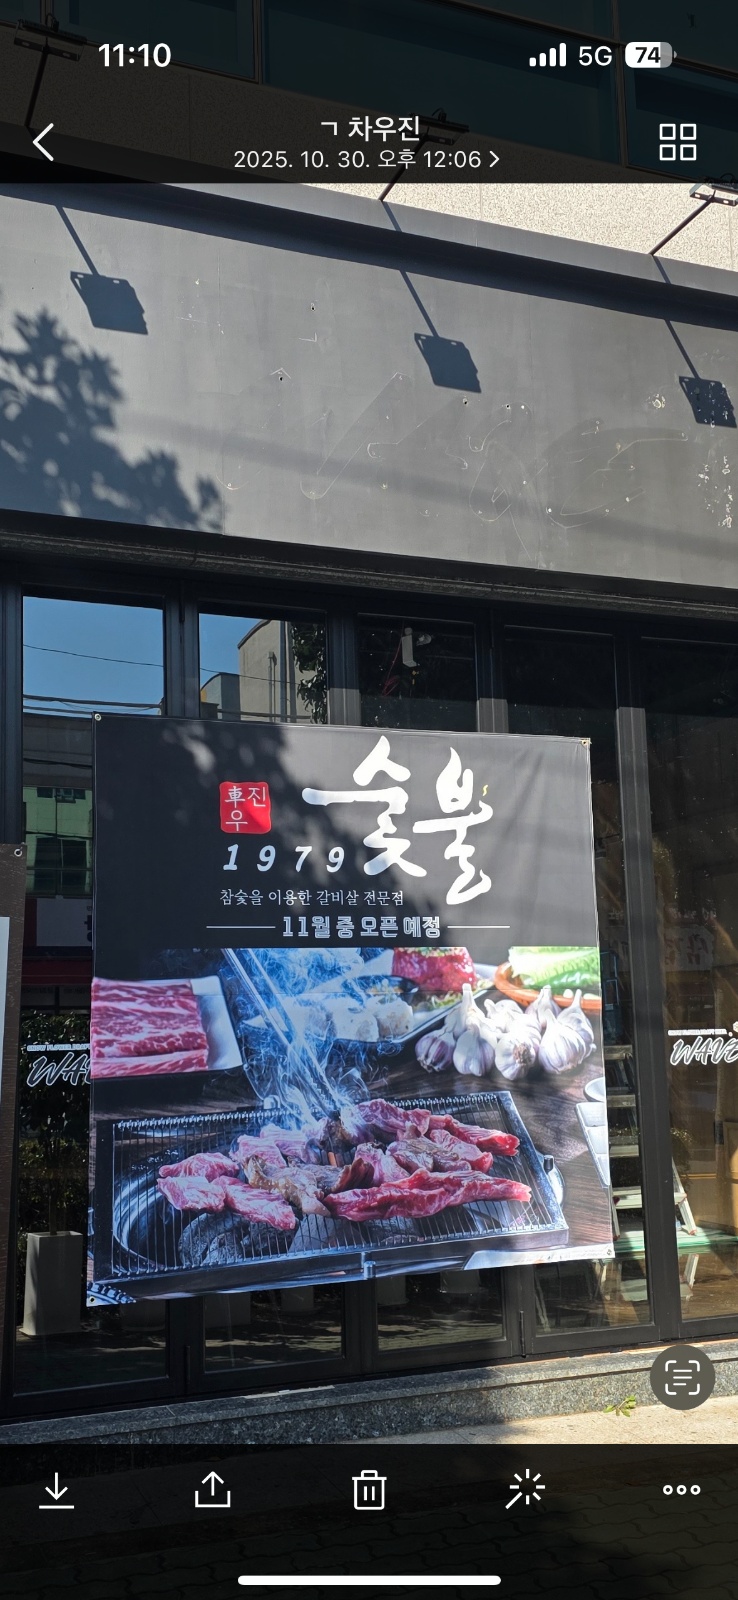 11:10
5G
74
ㄱ 차우진
2025. 10. 30. 오후 12:06
車진
우
숯불
1979
참숯을 이용한 갈비살 전문점
11월 중 오픈 예정
WAVE